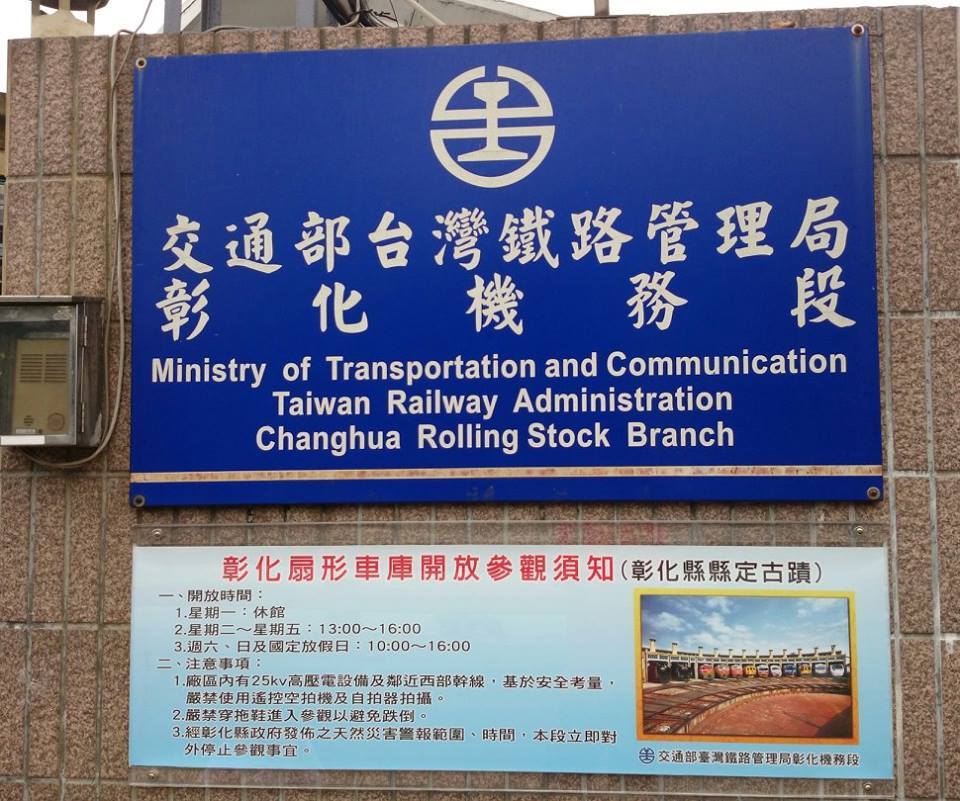 交通部台灣鐵路管理局
彰化機務段
Ministry of Transportation and Communication
Taiwan Railway Administration
Changhua Rolling Stock Branch
彰化扇形車庫開放參觀須知(彰化縣縣定古蹟)
一、開放時間：
1.星期一：休館
2.星期二～星期五：13:00～16:00
3.週六、日及國定放假日：10:00～16:00
二、注意事項：
1.廠區內有25kv高壓電設備及鄰近西部幹線，基於安全考量，
嚴禁使用遙控空拍機及自拍器拍攝。
2.嚴禁穿拖鞋進入參觀以避免跌倒。
3.經彰化縣政府發佈之天然災害警報範圍、時間，本段立即對
外停止參觀事宜。
交通部臺灣鐵路管理局彰化機務段